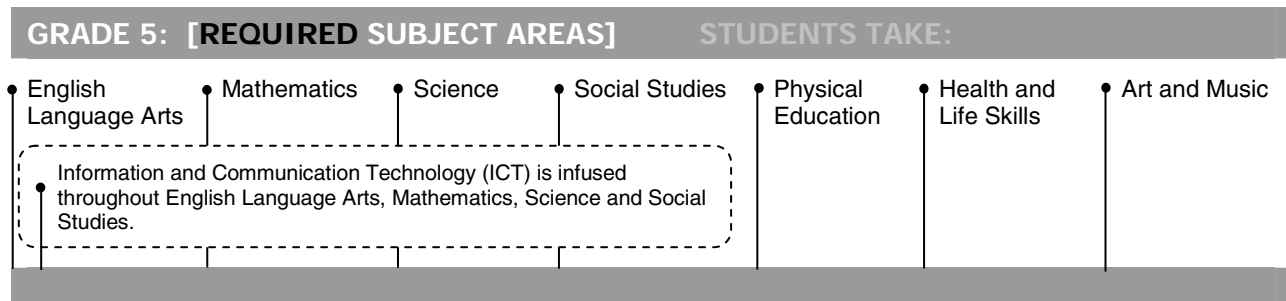 GRADE 5: [REQUIRED SUBJECT AREAS] STUDENTS TAKE:
English
Language Arts
Mathematics
Science
Social Studies
Physical
Education
Health and
Life Skills
Art and Music
Information and Communication Technology (ICT) is infused
throughout English Language Arts, Mathematics, Science and Social
Studies.